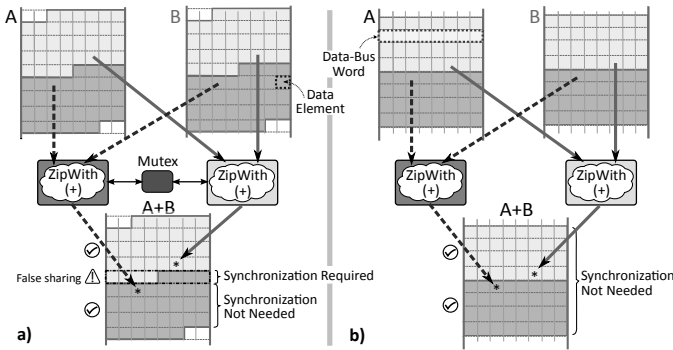 A
B
Data
Element
ZipWith
(+)
Mutex
ZipWith
(+)
A+B
False sharing
Synchronization Required
Synchronization
Not Needed
a)
A
B
Data-Bus
Word
ZipWith
(+)
ZipWith
(+)
A+B
*
*
Synchronization
Not Needed
*
*
b)